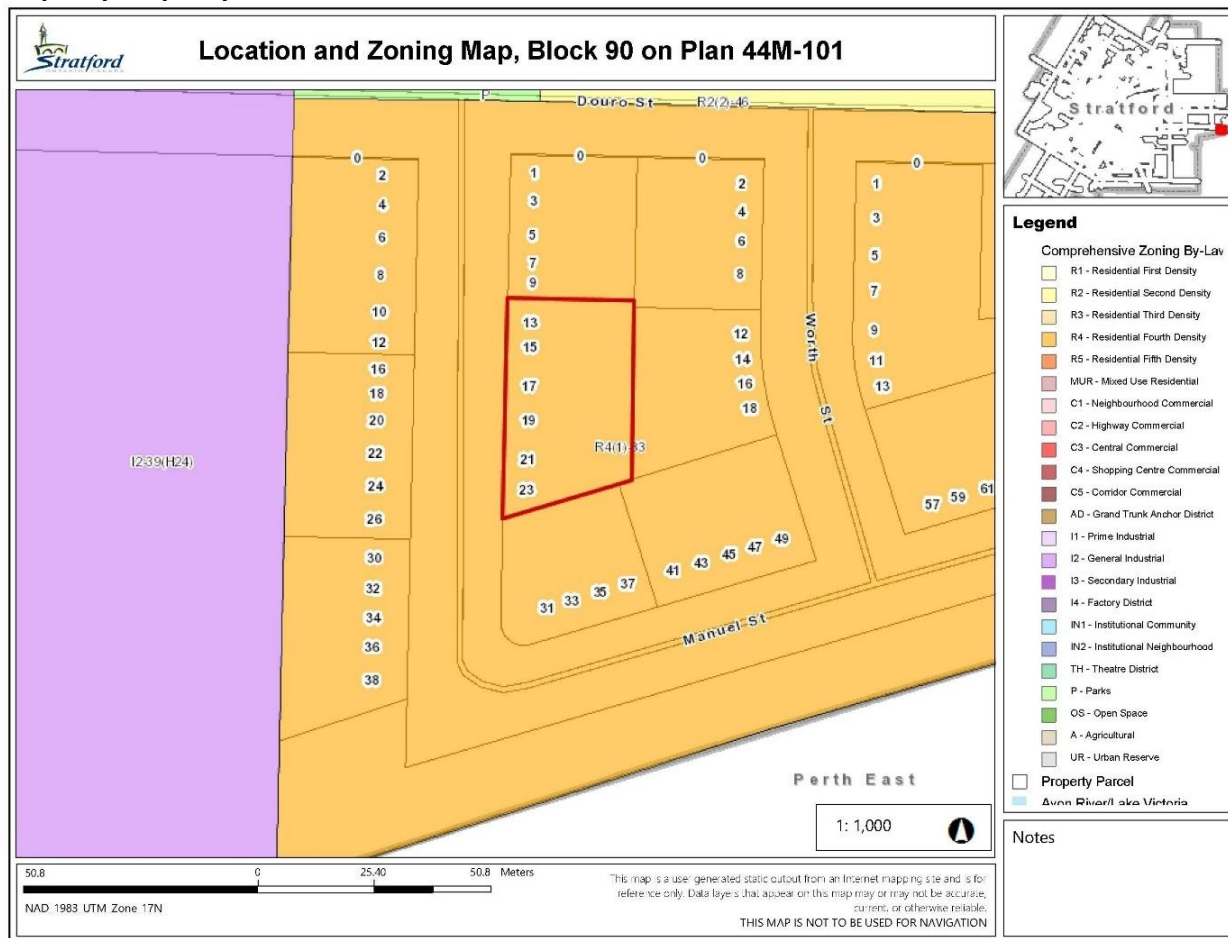 Stratford
ONTARIO CANADA
Location and Zoning Map, Block 90 on Plan 44M-101
P
Douro St
R2(2)-46
0
0
0
0
2
4
6
8
10
12
16
18
20
22
24
26
30
32
34
36
38
1
3
5
7
9
13
15
17
19
21
23
31
33
35
37
2
4
6
8
12
14
16
18
41
43
45
47
49
1
3
5
7
9
11
13
57
59
61
Worth St
Manuel St
I2-39(H24)
R4(1)-33
Perth East
1: 1,000
Stratford
Legend
Comprehensive Zoning By-Law
R1 - Residential First Density
R2 - Residential Second Density
R3 - Residential Third Density
R4 - Residential Fourth Density
R5 - Residential Fifth Density
MUR - Mixed Use Residential
C1 - Neighbourhood Commercial
C2 - Highway Commercial
C3 - Central Commercial
C4 - Shopping Centre Commercial
C5 - Corridor Commercial
AD - Grand Trunk Anchor District
I1 - Prime Industrial
I2 - General Industrial
I3 - Secondary Industrial
I4 - Factory District
IN1 - Institutional Community
IN2 - Institutional Neighbourhood
TH - Theatre District
P - Parks
OS - Open Space
A - Agricultural
UR - Urban Reserve
Property Parcel
Avon River/Lake Victoria
Notes
50.8 0 25.40 50.8 Meters
NAD_1983_UTM_Zone_17N
This map is a user generated static output from an Internet mapping site and is for
reference only. Data layers that appear on this map may or may not be accurate,
current, or otherwise reliable.
THIS MAP IS NOT TO BE USED FOR NAVIGATION